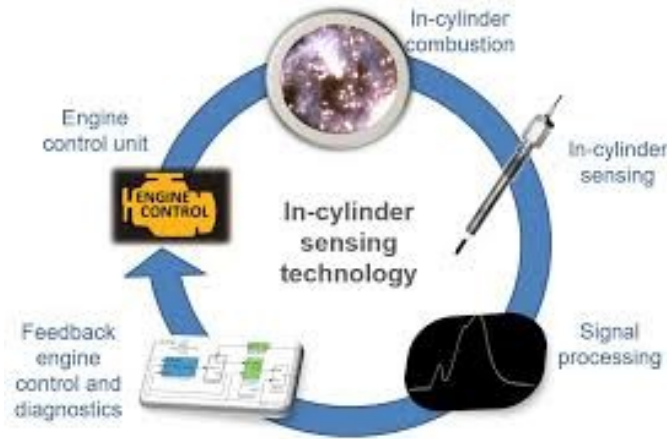 In-cylinder
combustion
Engine
control unit
ENGINE
CONTROL
In-cylinder
sensing
In-cylinder
sensing
technology
Feedback
engine
control and
diagnostics
Signal
processing